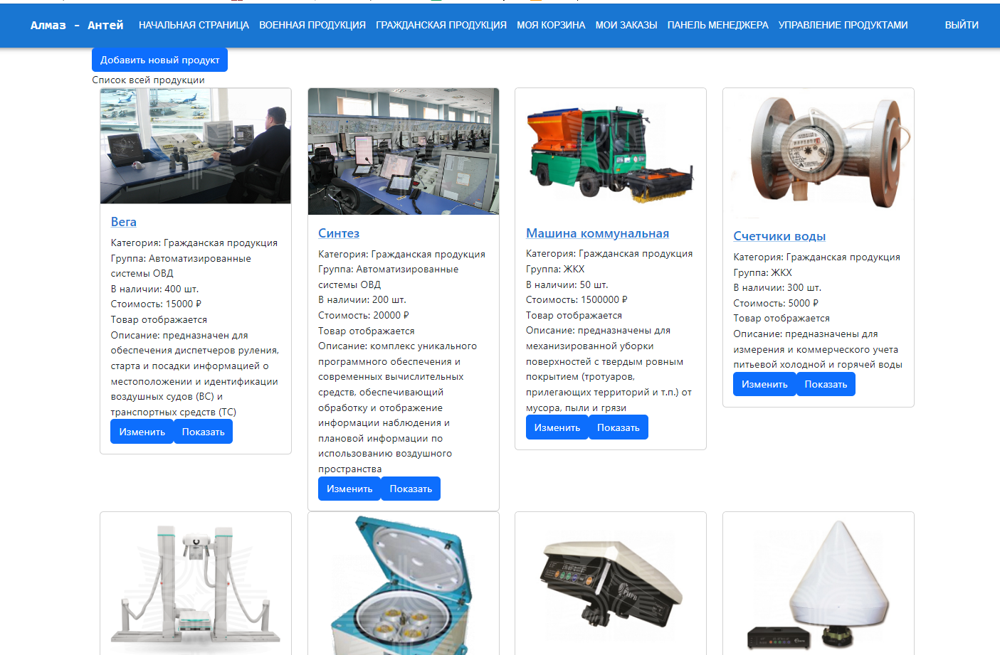 Алмаз - Антей НАЧАЛЬНАЯ СТРАНИЦА ВОЕННАЯ ПРОДУКЦИЯ ГРАЖДАНСКАЯ ПРОДУКЦИЯ МОЯ КОРЗИНА МОИ ЗАКАЗЫ ПАНЕЛЬ МЕНЕДЖЕРА УПРАВЛЕНИЕ ПРОДУКТАМИ ВЫЙТИ
Добавить новый продукт
Список всей продукции
Вега
Категория: Гражданская продукция
Группа: Автоматизированные
системы ОВД
В наличии: 400 шт.
Стоимость: 15000 ₽
Товар отображается
Описание: предназначен для
обеспечения диспетчеров руления,
старта и посадки информацией о
местоположении и идентификации
воздушных судов (ВС) и
транспортных средств (ТС)
Изменить Показать
Синтез
Категория: Гражданская продукция
Группа: Автоматизированные
системы ОВД
В наличии: 200 шт.
Стоимость: 20000 ₽
Товар отображается
Описание: комплекс уникального
программного обеспечения и
современных вычислительных
средств, обеспечивающий
обработку и отображение
информации наблюдения и
плановой информации по
использованию воздушного
пространства
Изменить Показать
Машина коммунальная
Категория: Гражданская продукция
Группа: ЖКХ
В наличии: 50 шт.
Стоимость: 1500000 ₽
Товар отображается
Описание: предназначены для
механизированной уборки
поверхностей с твердым ровным
покрытием (тротуаров,
прилегающих территорий и т.п.) от
мусора, пыли и грязи
Изменить Показать
Счетчики воды
Категория: Гражданская продукция
Группа: ЖКХ
В наличии: 300 шт.
Стоимость: 5000 ₽
Товар отображается
Описание: предназначены для
измерения и коммерческого учета
питьевой холодной и горячей воды
Изменить Показать